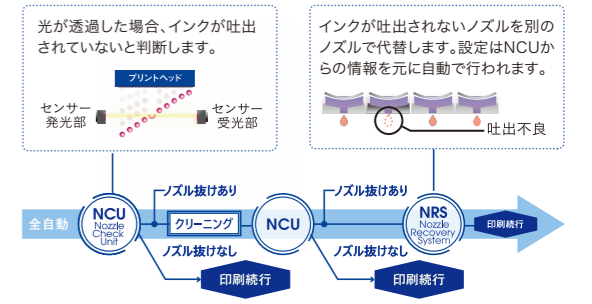 光が透過した場合、インクが吐出
されていないと判断します。
プリントヘッド
センサー
発光部
センサー
受光部
インクが吐出されないノズルを別の
ノズルで代替します。設定はNCUか
らの情報を元に自動で行われます。
吐出不良
全自動
NCU
Nozzle
Check
Unit
ノズル抜けあり
クリーニング
ノズル抜けなし
印刷続行
NCU
ノズル抜けあり
ノズル抜けなし
印刷続行
NRS
Nozzle
Recovery
System
印刷続行